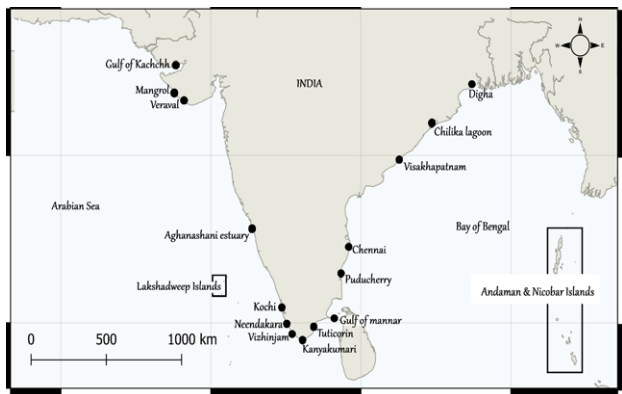 N
W
E
S
Gulf of Kachchh
INDIA
Mangrol
Veraval
Digha
Chilika lagoon
Visakhapatnam
Arabian Sea
Aghanashani estuary
Bay of Bengal
Chennai
Puducherry
Lakshadweep Islands
Andaman & Nicobar Islands
Kochi
Neendakara
Gulf of mannar
Vizhinjam
Tuticorin
Kanyakumari
0 500 1000 km